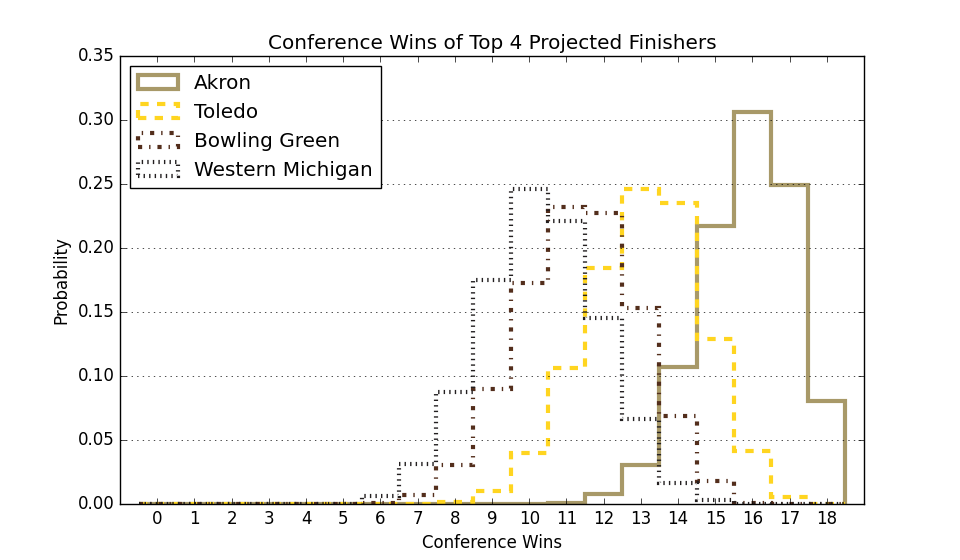 Conference Wins of Top 4 Projected Finishers
0.35
0.30
0.25
0.20
0.15
0.10
0.05
0.00
Probability
Akron
Toledo
Bowling Green
Western Michigan
0 1 2 3 4 5 6 7 8 9 10 11 12 13 14 15 16 17 18
Conference Wins